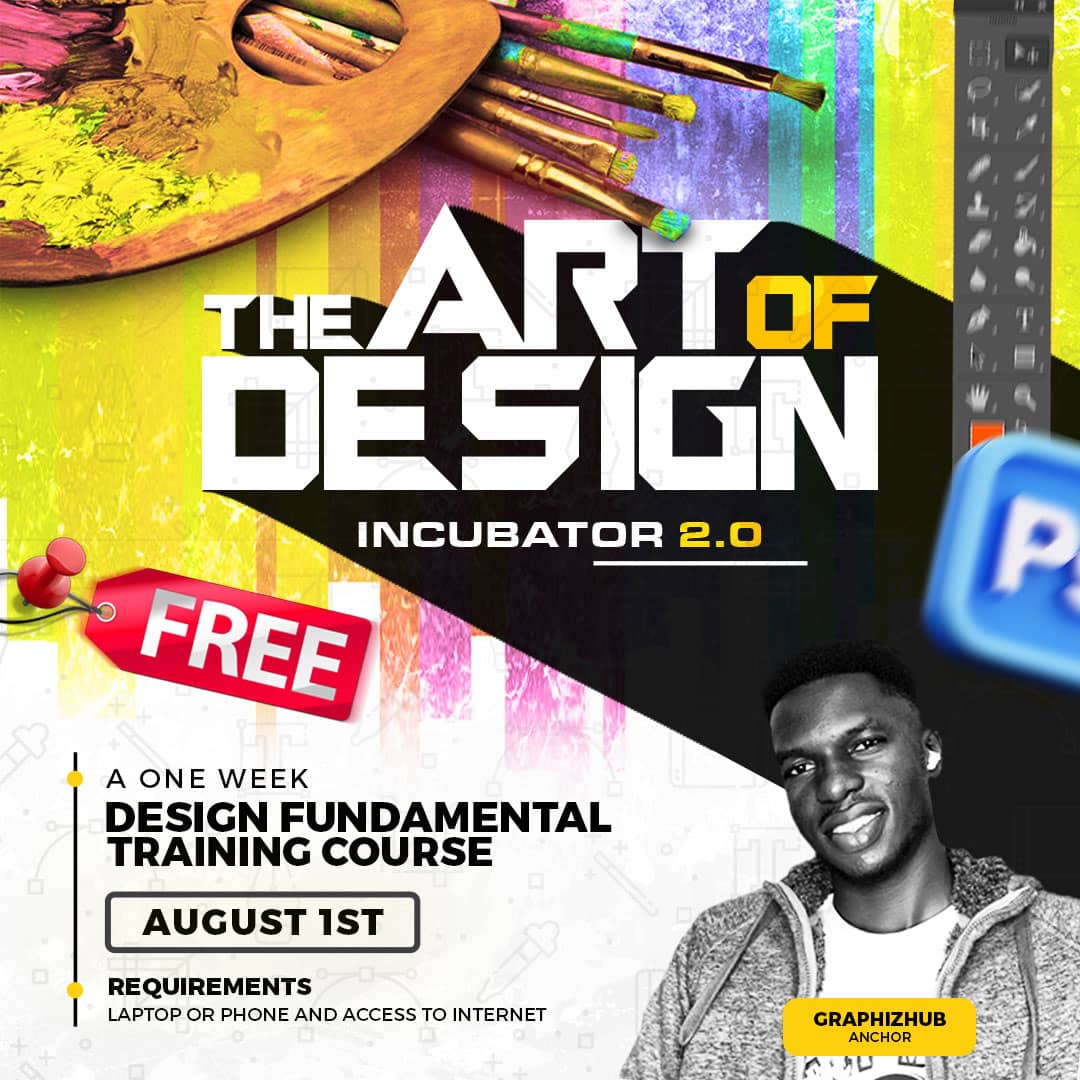 THE ART OF
DESIGN
INCUBATOR 2.0
FREE
A ONE WEEK
DESIGN FUNDAMENTAL
TRAINING COURSE
AUGUST 1ST
REQUIREMENTS
LAPTOP OR PHONE AND ACCESS TO INTERNET
GRAPHIZHUB
ANCHOR